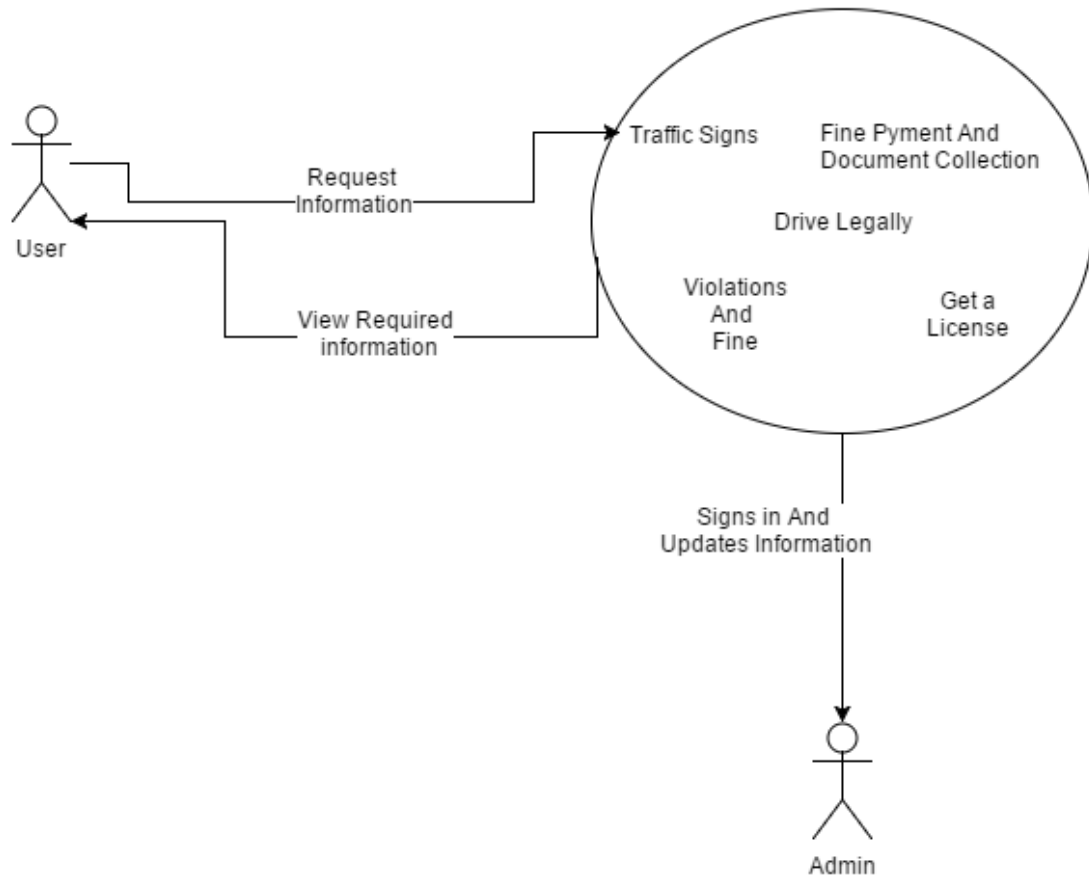 Traffic Signs
Fine Pyment And
Document Collection
Request
Information
User
Drive Legally
View Required
information
Violations
And
Fine
Get a
License
Signs in And
Updates Information
Admin